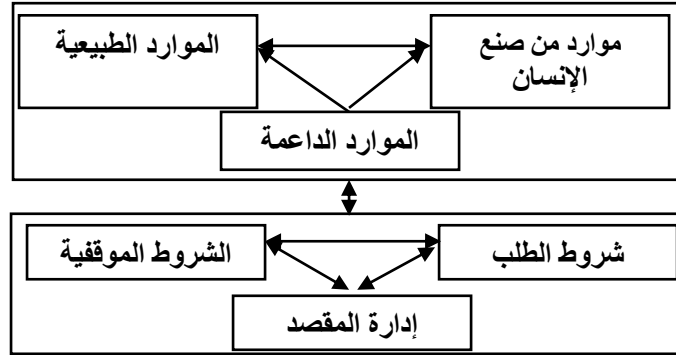 موارد من صنع
الإنسان
الموارد الطبيعية
الموارد الداعمة
شروط الطلب
الشروط الموقفية
إدارة المقصد